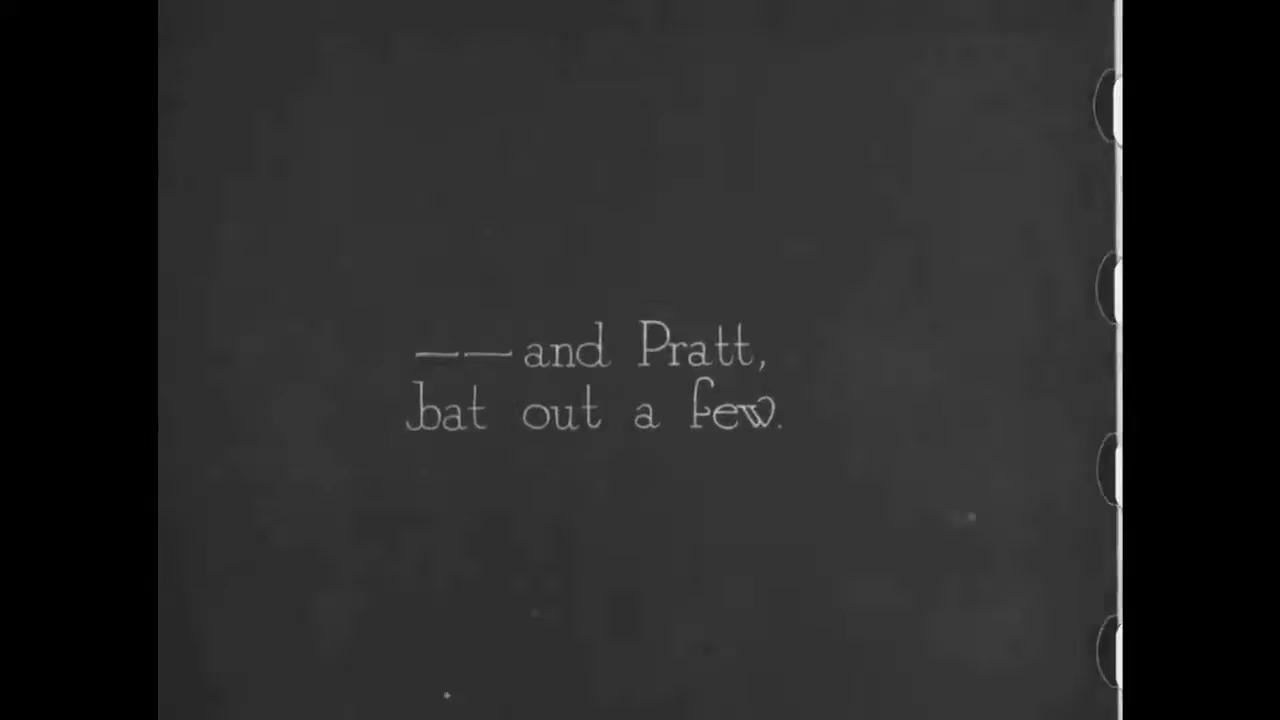 ——and Pratt,
bat out a few.